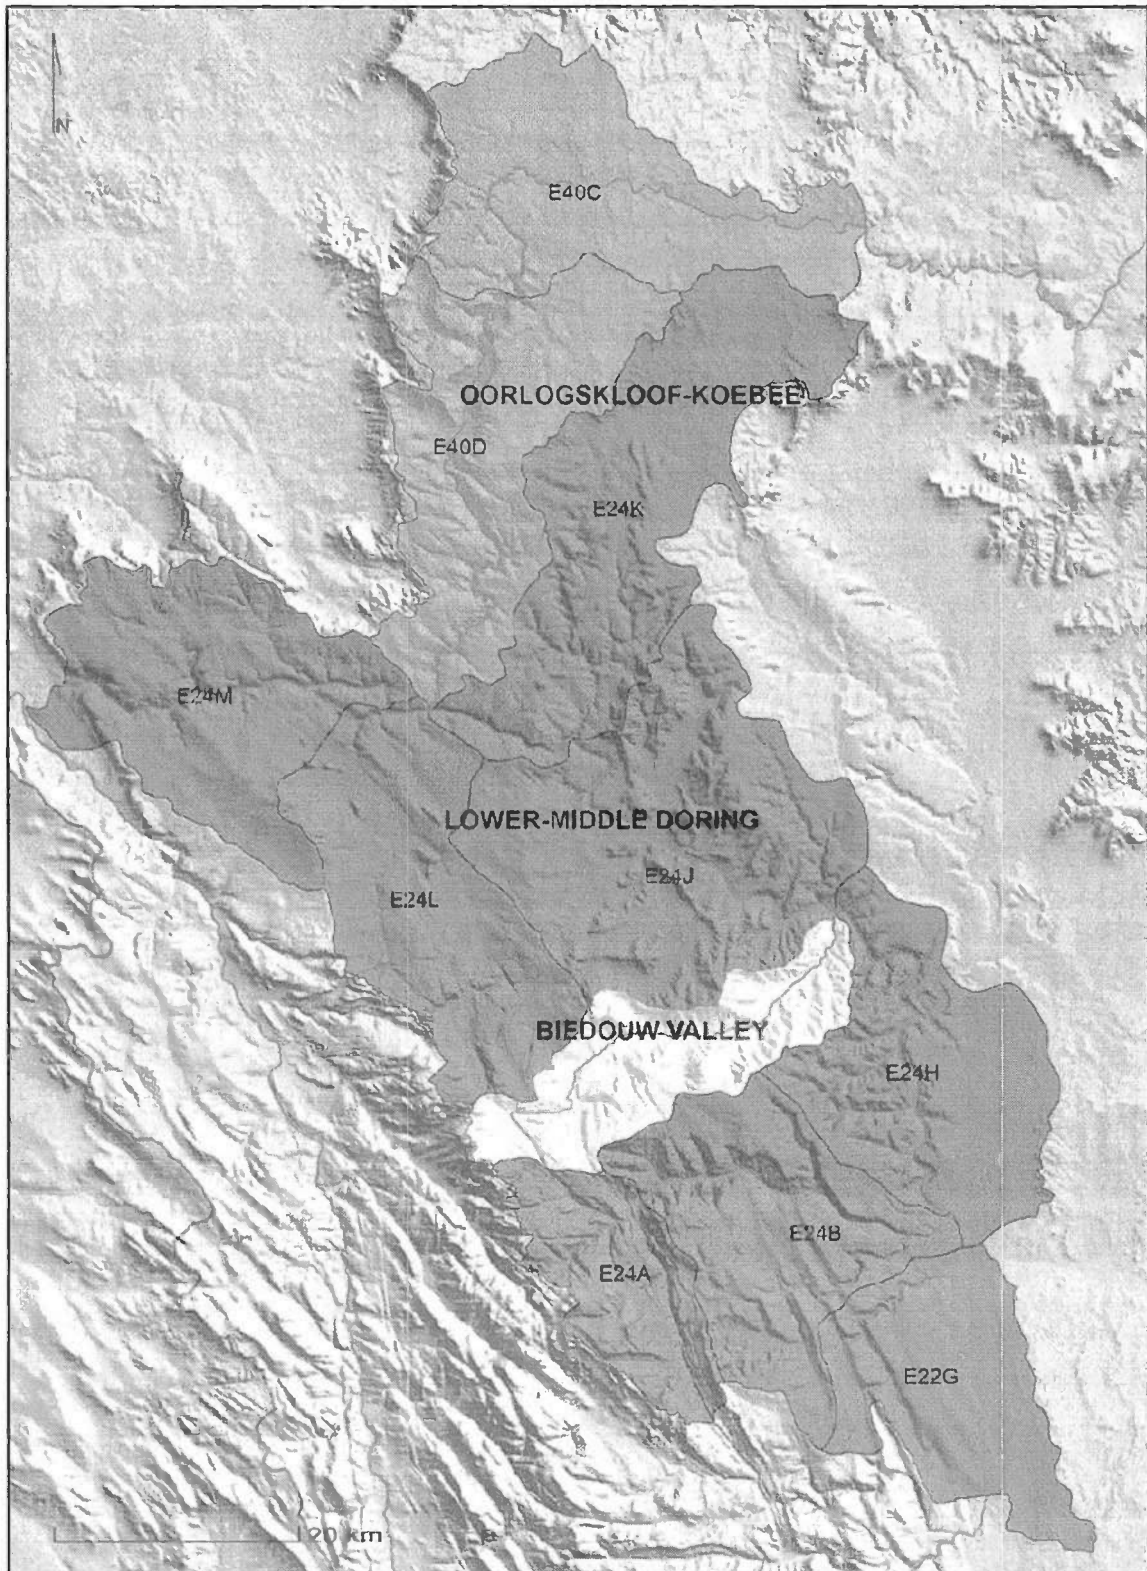 N
E40C
OORLOGSKLOOF-KOEBEE
E40D
E24K
E24M
LOWER-MIDDLE DORING
E24J
E24L
BIEDOUW-VALLEY
E24H
E24B
E24A
E22G
20 km